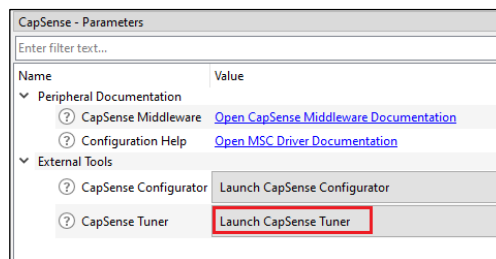 CapSense - Parameters
Enter filter text...
Name Value
Peripheral Documentation
? CapSense Middleware Open CapSense Middleware Documentation
? Configuration Help Open MSC Driver Documentation
External Tools
? CapSense Configurator Launch CapSense Configurator
? CapSense Tuner Launch CapSense Tuner